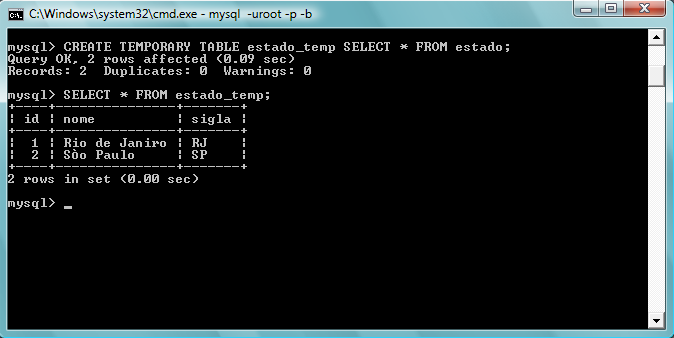 C:\Windows\system32\cmd.exe - mysql  -uroot -p -b
mysql> CREATE TEMPORARY TABLE estado_temp SELECT * FROM estado;
Query OK, 2 rows affected (0.09 sec)
Records: 2  Duplicates: 0  Warnings: 0
mysql> SELECT * FROM estado_temp;
+----+----------------+-------+
¦ id ¦ nome           ¦ sigla ¦
+----+----------------+-------+
¦  1 ¦ Rio de Janiro ¦ RJ    ¦
¦  2 ¦ Sòo Paulo      ¦ SP    ¦
+----+----------------+-------+
2 rows in set (0.00 sec)
mysql> _